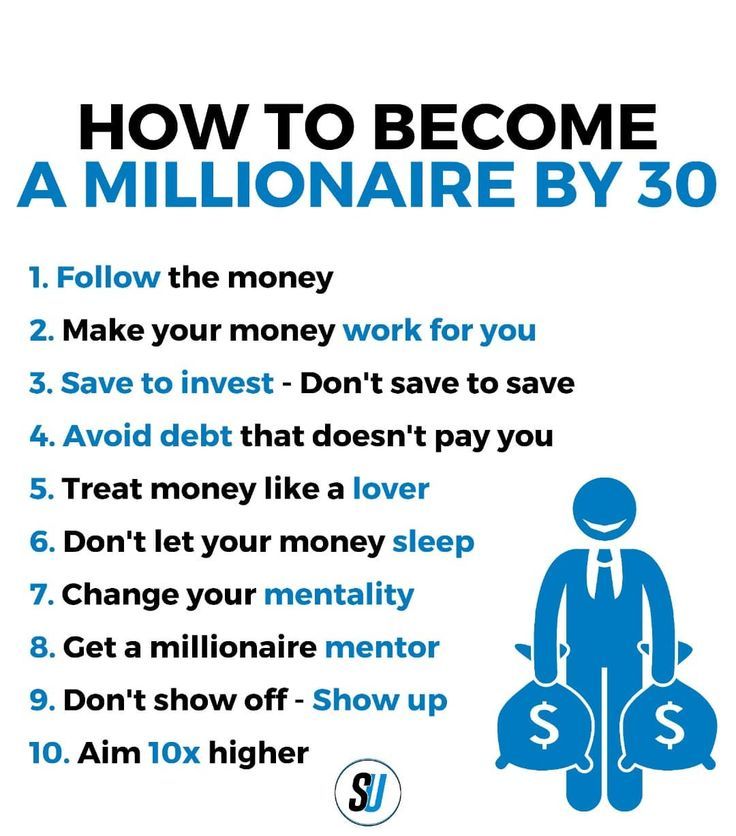 HOW TO BECOME
A MILLIONAIRE BY 30
1. Follow the money
2. Make your money work for you
3. Save to invest - Don't save to save
4. Avoid debt that doesn't pay you
5. Treat money like a lover
6. Don't let your money sleep
7. Change your mentality
8. Get a millionaire mentor
9. Don't show off - Show up
10. Aim 10x higher
$ $
SU